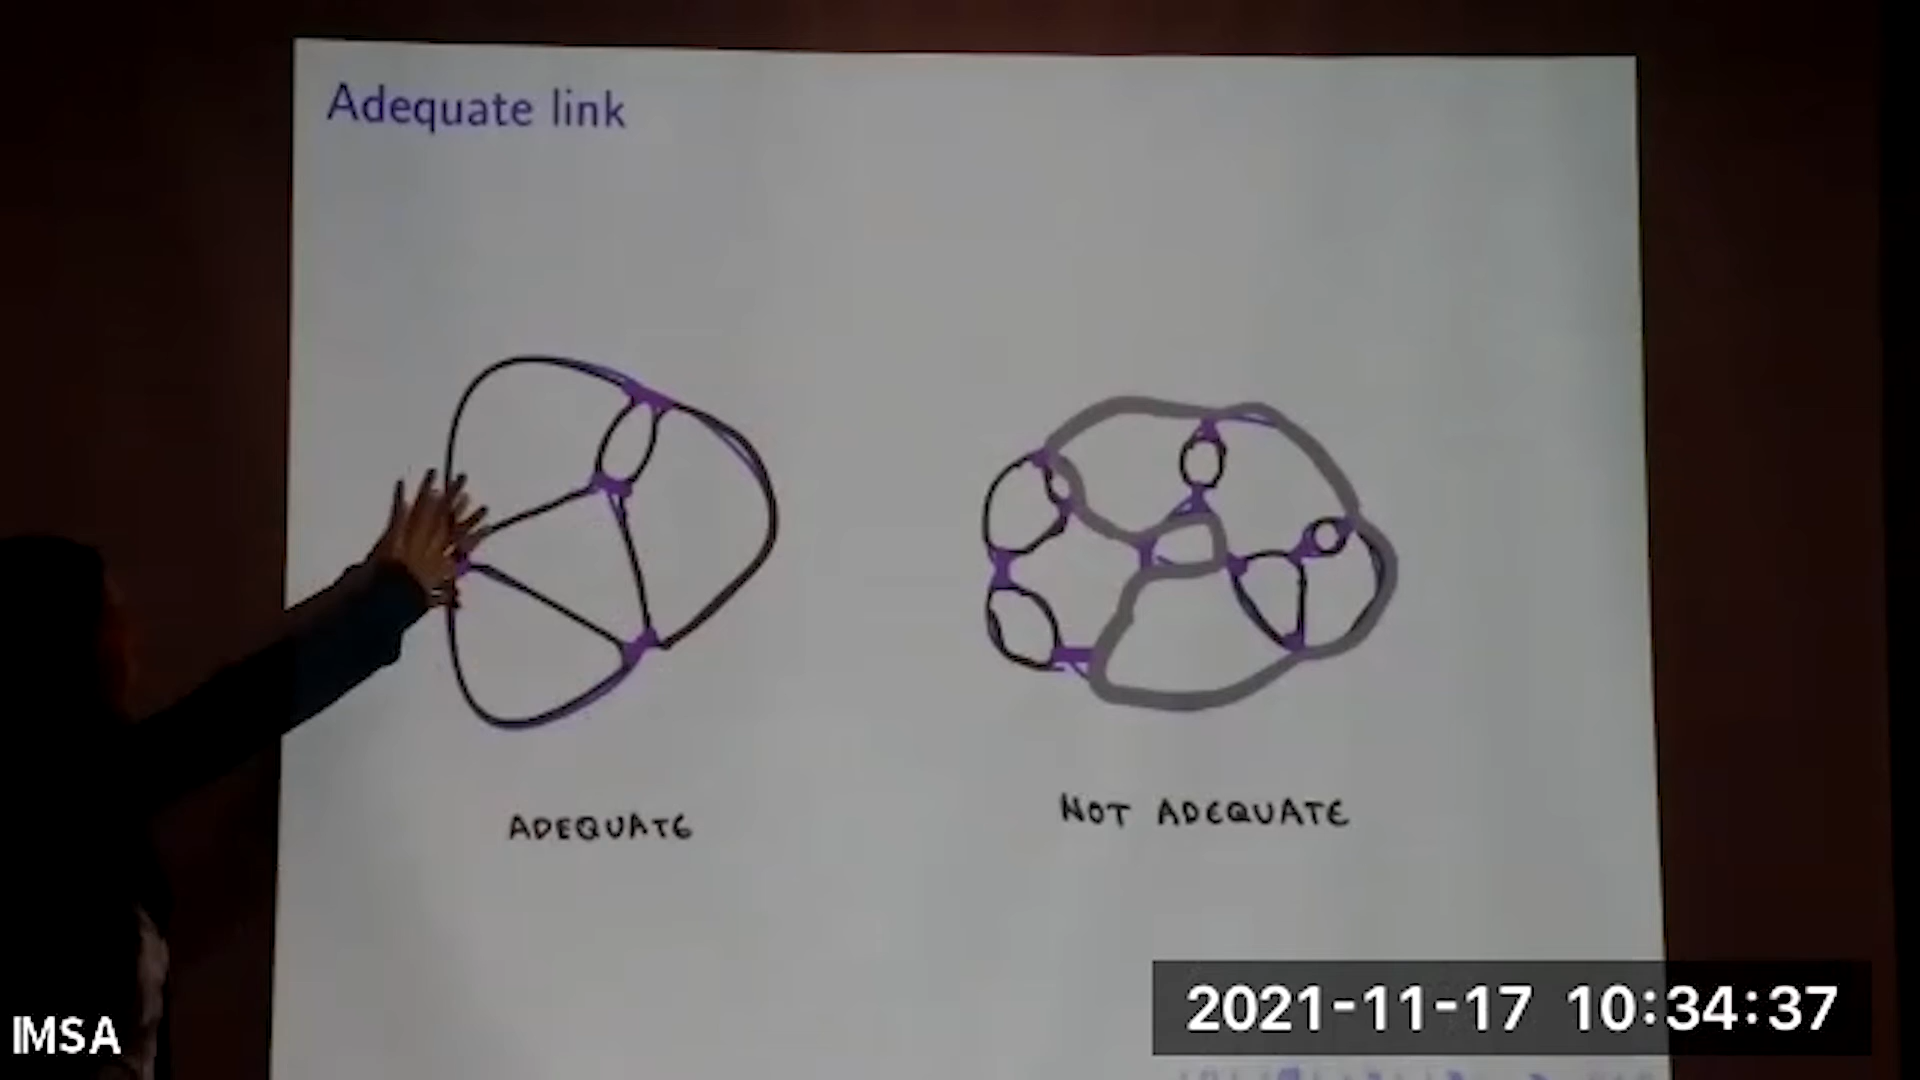 Adequate link
ADEQUATE
NOT ADEQUATE
2021-11-17 10:34:37
IMSA